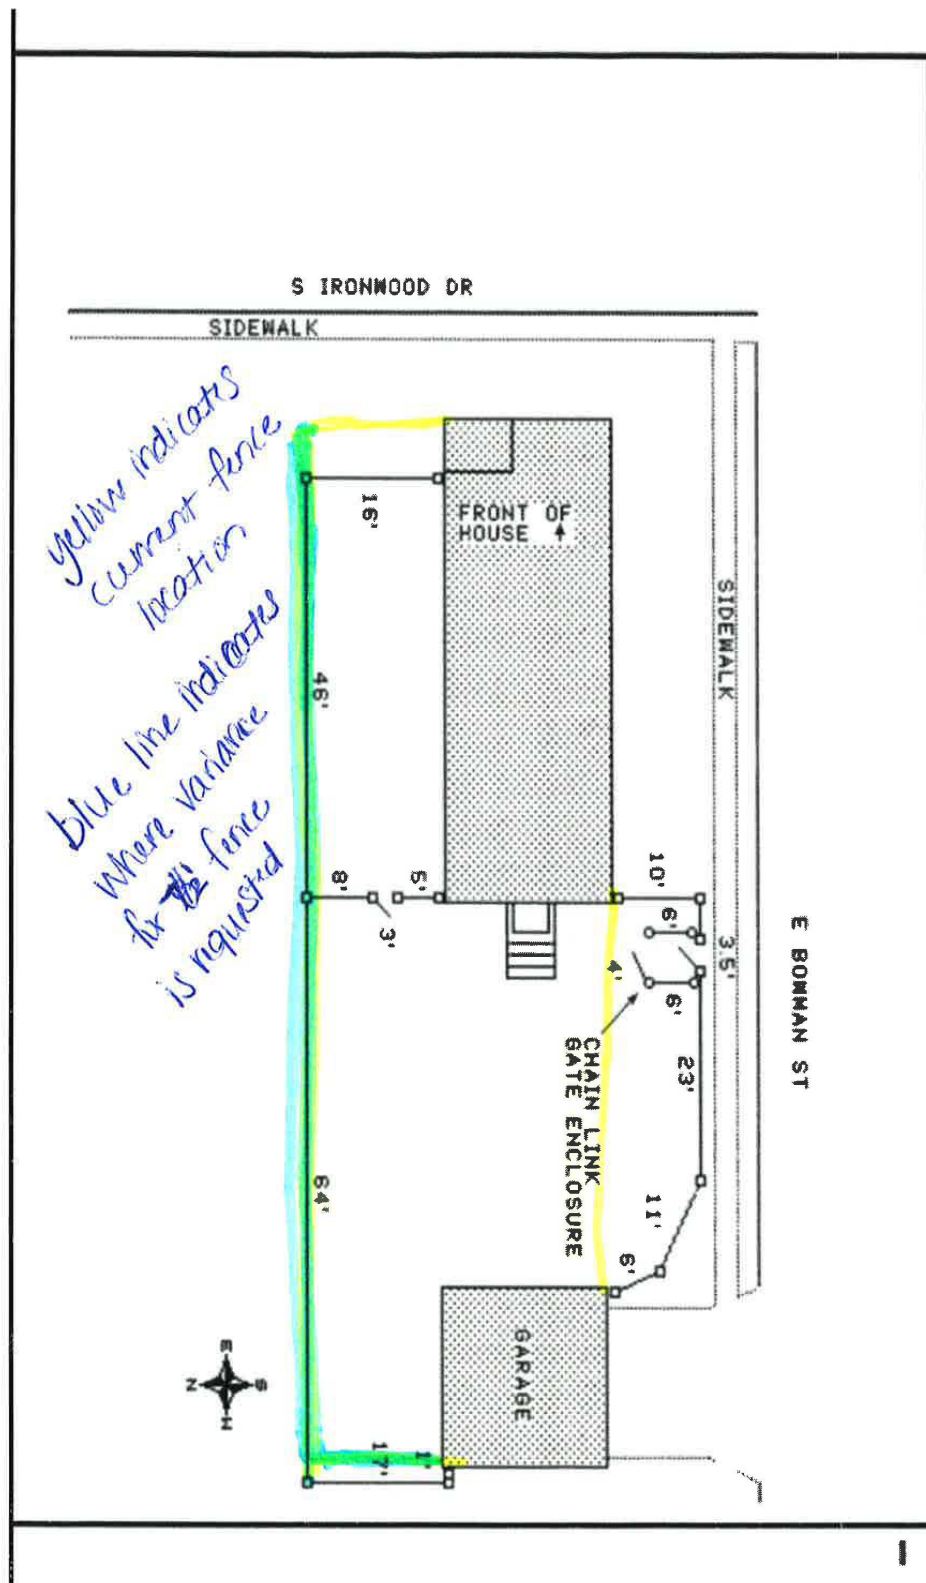 S IRONWOOD DR
SIDEWALK
yellow indicates
current fence
location
16'
FRONT OF
HOUSE
SIDEWALK
blue line indicates
where variance
for fence
is requested
46'
8'
3'
5'
10'
6'
3.5'
6'
4'
E BOWMAN ST
CHAIN LINK
GATE ENCLOSURE
23'
11'
6'
64'
GARAGE
E
N
S
W
17'
1'